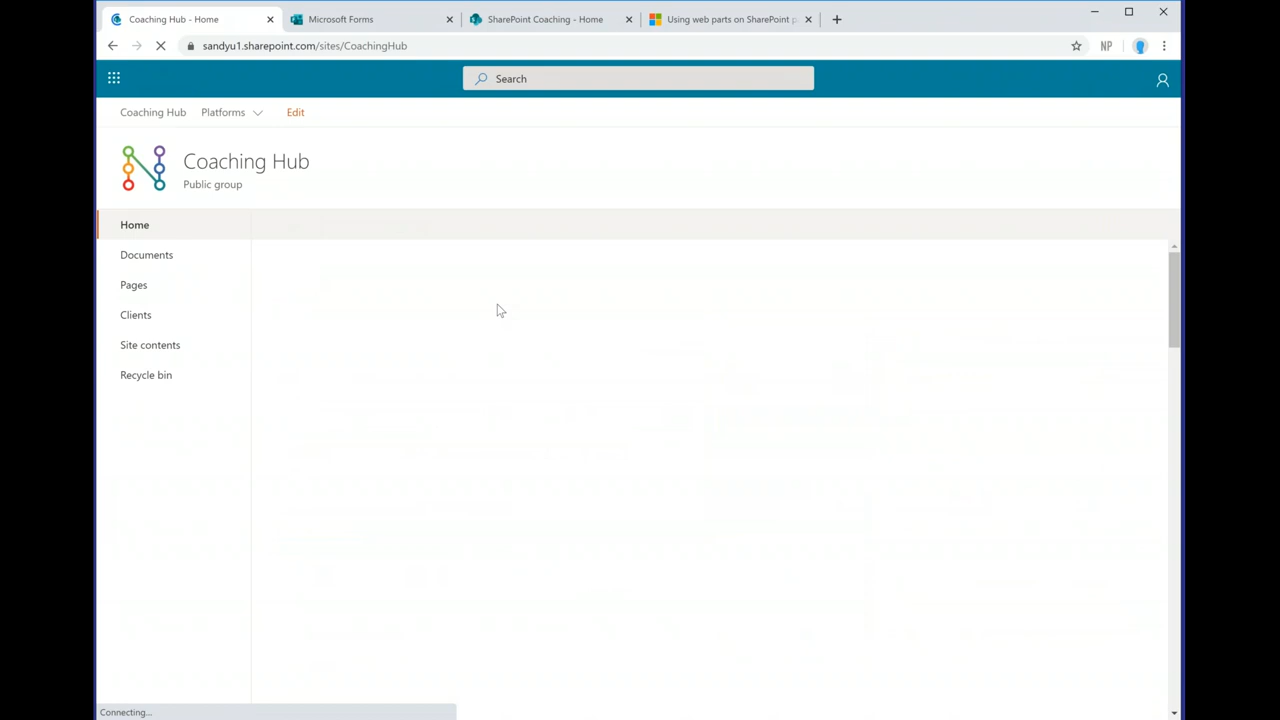 Coaching Hub - Home
Microsoft Forms
SharePoint Coaching - Home
Using web parts on SharePoint p
sandyu1.sharepoint.com/sites/CoachingHub
NP
Search
Coaching Hub
Platforms
Edit
Coaching Hub
Public group
Home
Documents
Pages
Clients
Site contents
Recycle bin
Connecting...